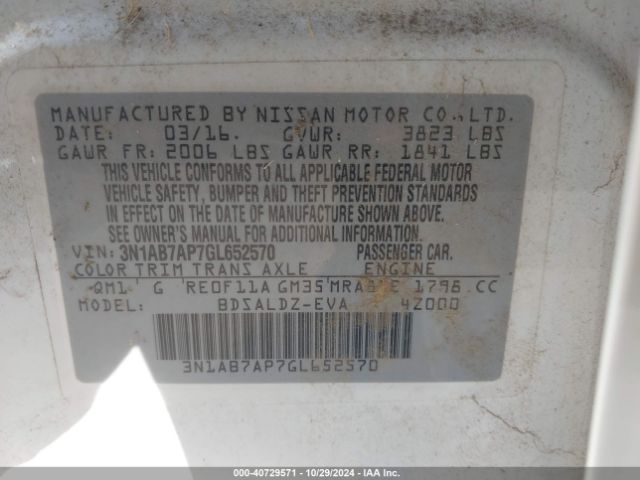 MANUFACTURED BY NISSAN MOTOR CO.,LTD.
DATE: 03/16. GVWR: 3823 LBS
GAWR FR: 2006 LBS GAWR RR: 1841 LBS
THIS VEHICLE CONFORMS TO ALL APPLICABLE FEDERAL MOTOR
VEHICLE SAFETY, BUMPER AND THEFT PREVENTION STANDARDS
IN EFFECT ON THE DATE OF MANUFACTURE SHOWN ABOVE.
SEE OWNER'S MANUAL FOR ADDITIONAL INFORMATION.
VIN: 3N1AB7AP7GL652570 PASSENGER CAR.
COLOR TRIM TRANS AXLE ENGINE
QM1 G RE0F11A GM35 1798 CC
MODEL: BDSALDZ-EVA 4Z000
3N1AB7AP7GL652570
000-40729571 - 10/29/2024 - IAA Inc.